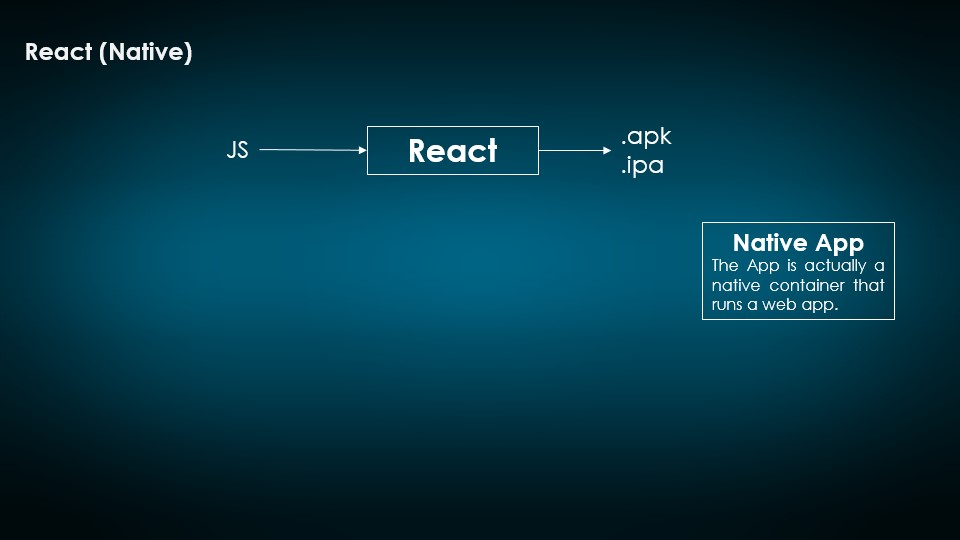 React (Native)
JS
React
.apk
.ipa
Native App
The App is actually a
native container that
runs a web app.